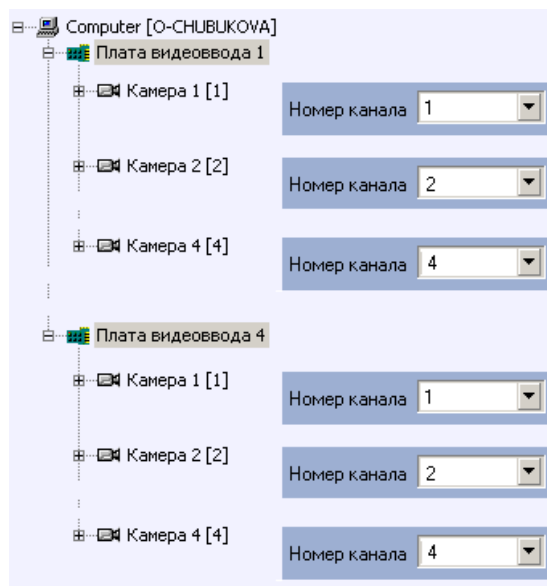 Computer [O-CHUBUKOVA]
Плата видеоввода 1
Камера 1 [1]
Номер канала 1
Камера 2 [2]
Номер канала 2
Камера 4 [4]
Номер канала 4
Плата видеоввода 4
Камера 1 [1]
Номер канала 1
Камера 2 [2]
Номер канала 2
Камера 4 [4]
Номер канала 4